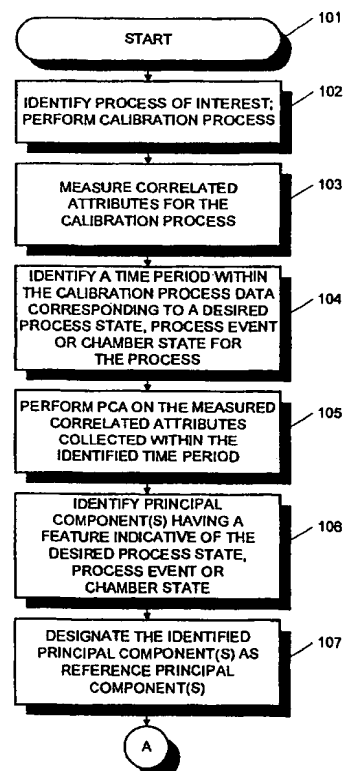 101
START
102
IDENTIFY PROCESS OF INTEREST;
PERFORM CALIBRATION PROCESS
103
MEASURE CORRELATED
ATTRIBUTES FOR THE
CALIBRATION PROCESS
104
IDENTIFY A TIME PERIOD WITHIN
THE CALIBRATION PROCESS DATA
CORRESPONDING TO A DESIRED
PROCESS STATE, PROCESS EVENT
OR CHAMBER STATE FOR
THE PROCESS
105
PERFORM PCA ON THE MEASURED
CORRELATED ATTRIBUTES
COLLECTED WITHIN THE
IDENTIFIED TIME PERIOD
106
IDENTIFY PRINCIPAL
COMPONENT(S) HAVING A
FEATURE INDICATIVE OF THE
DESIRED PROCESS STATE,
PROCESS EVENT OR
CHAMBER STATE
107
DESIGNATE THE IDENTIFIED
PRINCIPAL COMPONENT(S) AS
REFERENCE PRINCIPAL
COMPONENT(S)
A